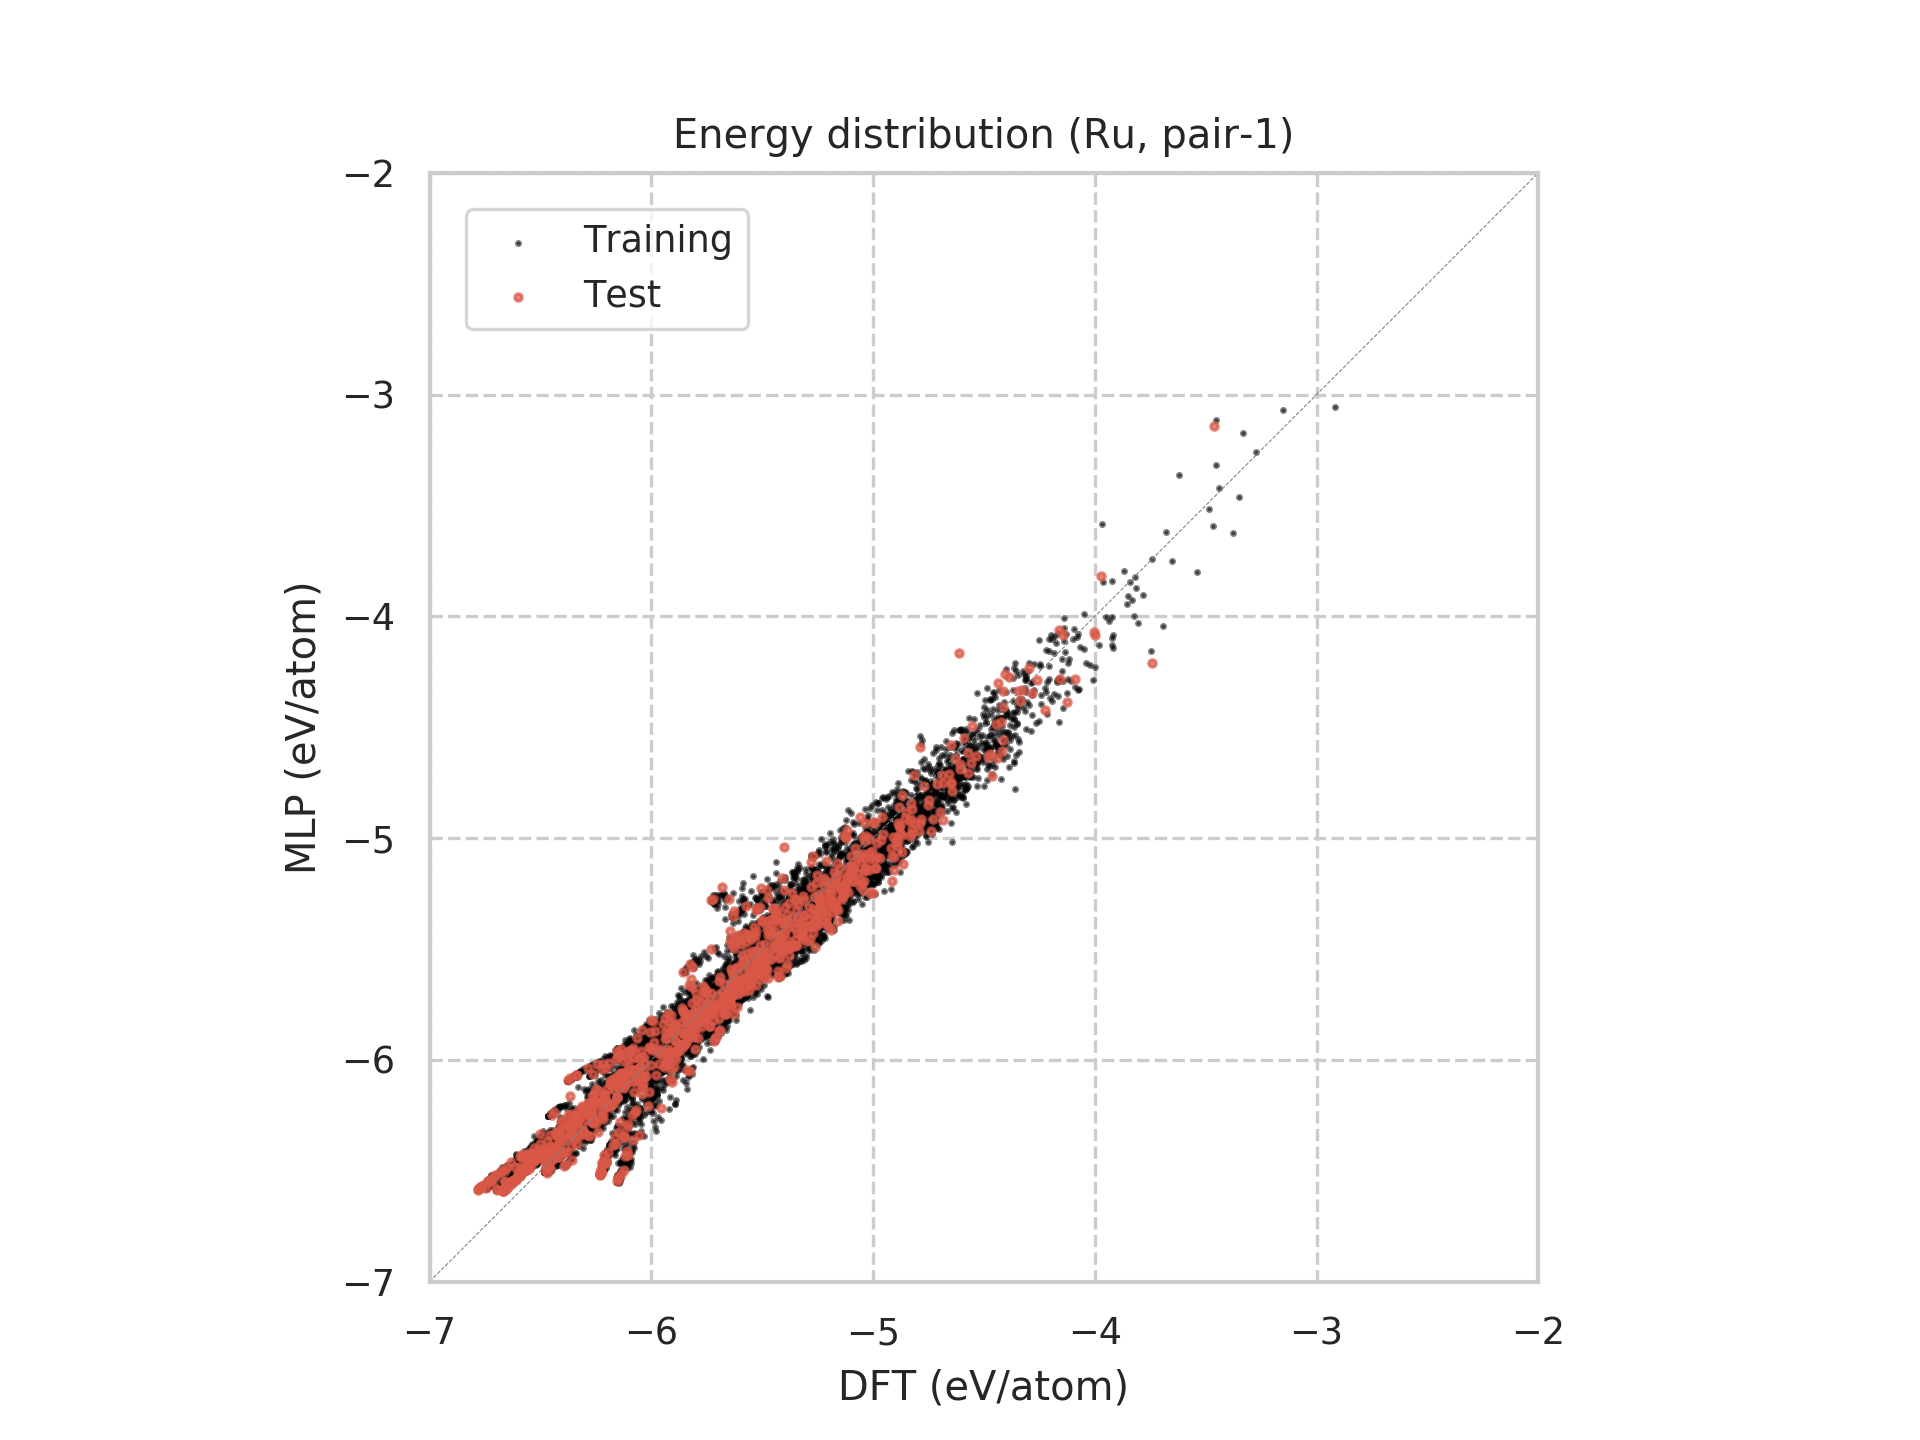 Energy distribution (Ru, pair-1)
−2
Training
Test
−3
−4
MLP (eV/atom)
−5
−6
−7
−7 −6 −5 −4 −3 −2
DFT (eV/atom)